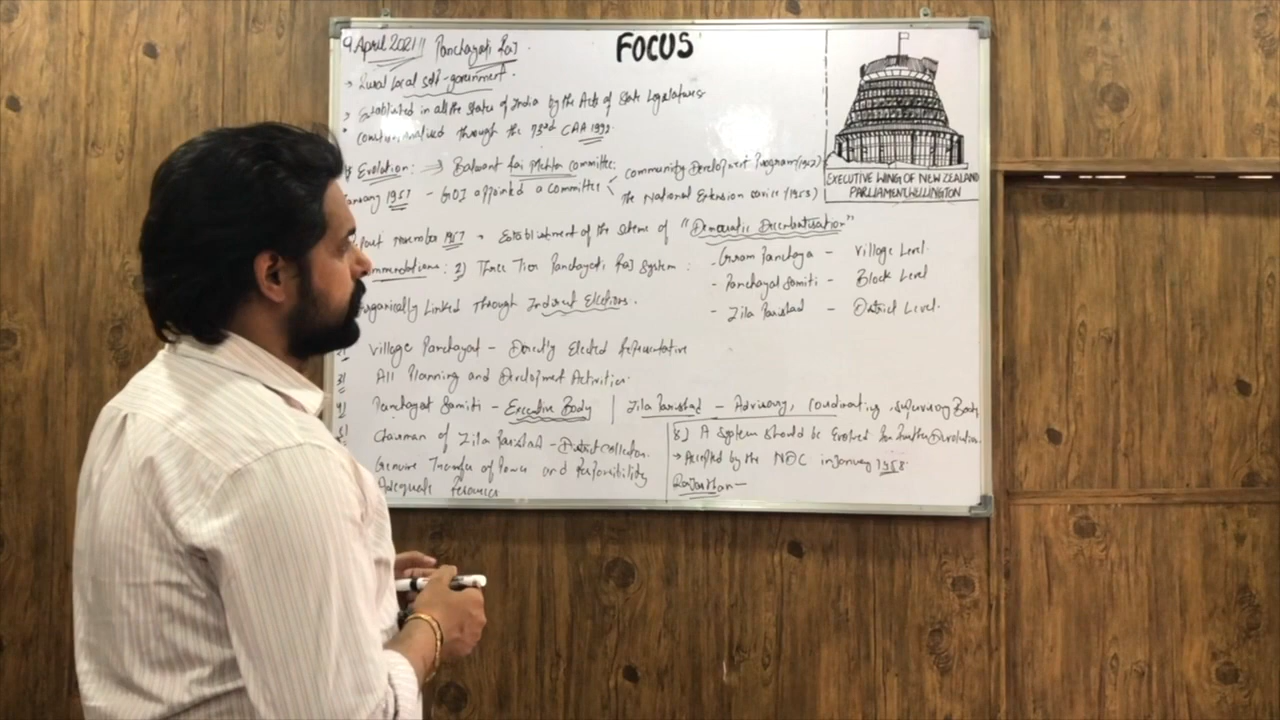 9 April 2021 || Panchayati Raj.
FOCUS
→ Rural local self-government.
→ Established in all the States of India by the Acts of State Legislatures
through the 73rd CAA 1992.
Evolution: → Balwant Rai Mehta Committee:
1957 - GOI appointed a Committee < Community Development Program (1952)
the National Extension Service (1953)
November 1957 → Establishment of the scheme of "Democratic Decentralisation"
1) Three Tier Panchayati Raj System :
- Gram Panchaya - Village Level.
- Panchayat Samiti - Block Level
- Zila Parishad - District Level.
Organically Linked Through Indirect Elections.
Village Panchayat - Directly Elected Representative
3) All Planning and Development Activities.
4) Panchayat Samiti - Executive Body | Zila Parishad - Advisory, Coordinating, Supervisory Body
Chairman of Zila Parishad - District Collector.
Genuine Transfer of Power and Responsibility
Adequate Resources
8) A System Should be Evolved for further Devolution.
→ Accepted by the NDC in January 1958.
Rajasthan -
EXECUTIVE WING OF NEW ZEALAND
PARLIAMENT, WELLINGTON